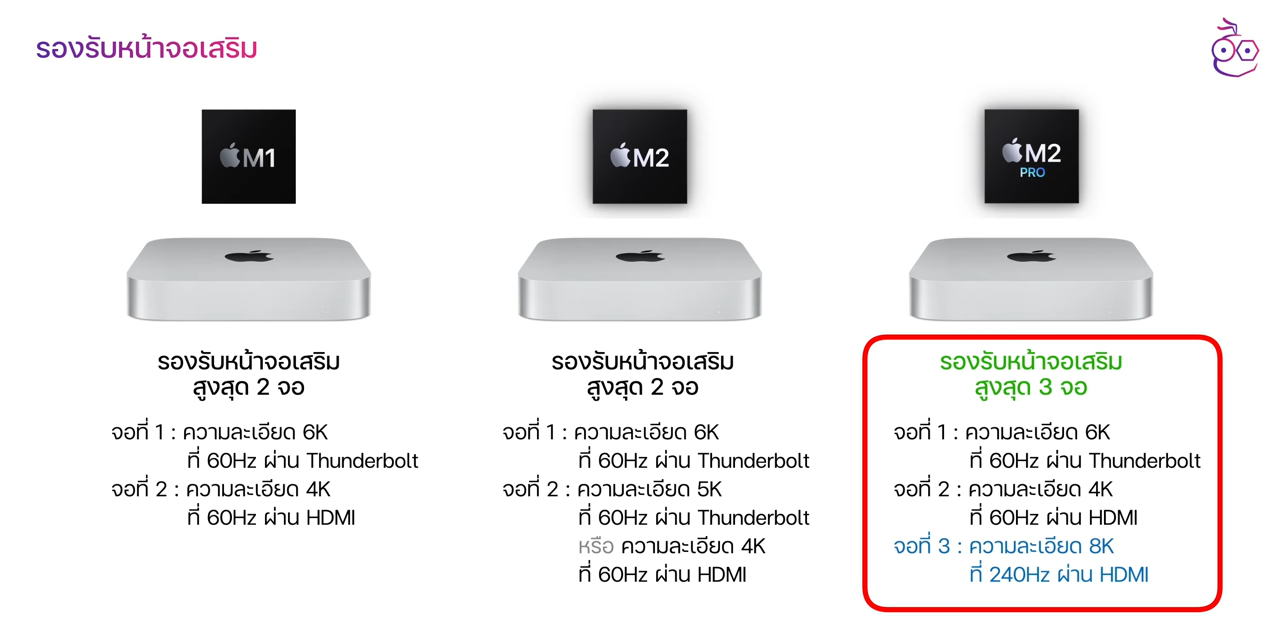 รองรับหน้าจอเสริม
M1
M2
M2
PRO
รองรับหน้าจอเสริม
สูงสุด 2 จอ
จอที่ 1 : ความละเอียด 6K
ที่ 60Hz ผ่าน Thunderbolt
จอที่ 2 : ความละเอียด 4K
ที่ 60Hz ผ่าน HDMI
รองรับหน้าจอเสริม
สูงสุด 2 จอ
จอที่ 1 : ความละเอียด 6K
ที่ 60Hz ผ่าน Thunderbolt
จอที่ 2 : ความละเอียด 5K
ที่ 60Hz ผ่าน Thunderbolt
หรือ ความละเอียด 4K
ที่ 60Hz ผ่าน HDMI
รองรับหน้าจอเสริม
สูงสุด 3 จอ
จอที่ 1 : ความละเอียด 6K
ที่ 60Hz ผ่าน Thunderbolt
จอที่ 2 : ความละเอียด 4K
ที่ 60Hz ผ่าน HDMI
จอที่ 3 : ความละเอียด 8K
ที่ 240Hz ผ่าน HDMI